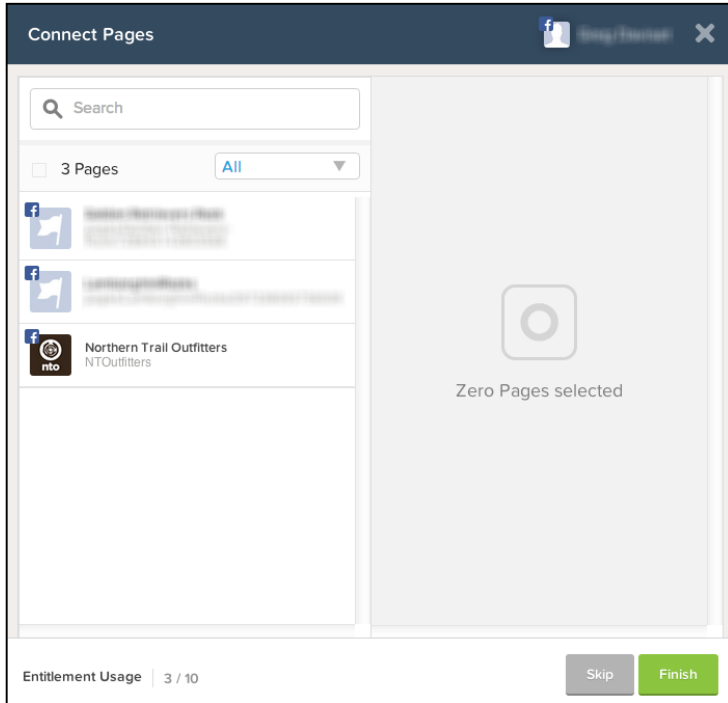 Connect Pages
Search
3 Pages
All
nto
Northern Trail Outfitters
NTOutfitters
Zero Pages selected
Entitlement Usage
3 / 10
Skip
Finish